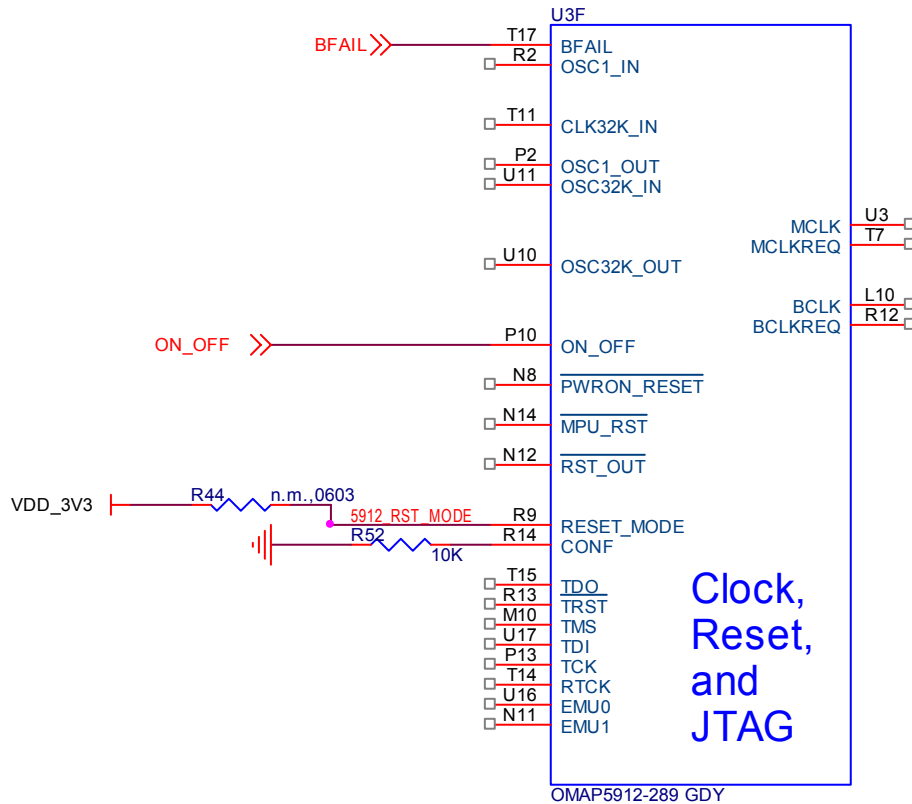 U3F
BFAIL T17 BFAIL
R2 OSC1_IN
T11 CLK32K_IN
P2 OSC1_OUT
U11 OSC32K_IN
MCLK U3
MCLKREQ T7
U10 OSC32K_OUT
BCLK L10
BCLKREQ R12
ON_OFF P10 ON_OFF
N8 PWRON_RESET
N14 MPU_RST
N12 RST_OUT
R44 n.m.,0603
VDD_3V3
5912_RST_MODE R9 RESET_MODE
R52 10K R14 CONF
T15 TDO
R13 TRST
M10 TMS
U17 TDI
P13 TCK
T14 RTCK
U16 EMU0
N11 EMU1
Clock,
Reset,
and
JTAG
OMAP5912-289 GDY